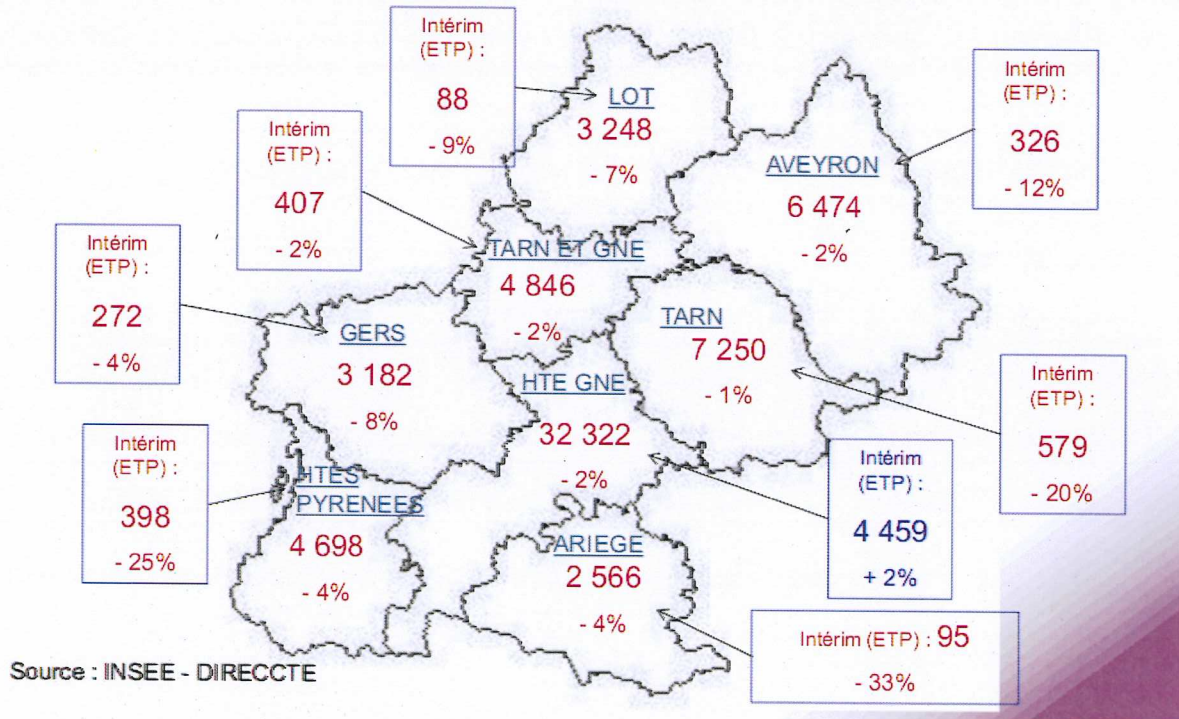 Intérim
(ETP) :
88
- 9%
LOT
3 248
- 7%
Intérim
(ETP) :
326
- 12%
Intérim
(ETP) :
407
- 2%
AVEYRON
6 474
- 2%
Intérim
(ETP) :
272
- 4%
TARN ET GNE
4 846
- 2%
GERS
3 182
- 8%
TARN
7 250
- 1%
HTE GNE
32 322
- 2%
Intérim
(ETP) :
579
- 20%
Intérim
(ETP) :
398
- 25%
HTES
PYRENEES
4 698
- 4%
Intérim
(ETP) :
4 459
+ 2%
ARIEGE
2 566
- 4%
Intérim (ETP) : 95
- 33%
Source : INSEE - DIRECCTE